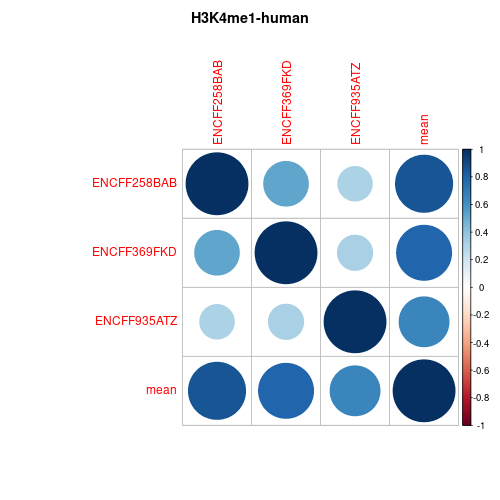 H3K4me1-human
ENCFF258BAB
ENCFF369FKD
ENCFF935ATZ
mean
ENCFF258BAB
ENCFF369FKD
ENCFF935ATZ
mean
1
0.8
0.6
0.4
0.2
0
-0.2
-0.4
-0.6
-0.8
-1